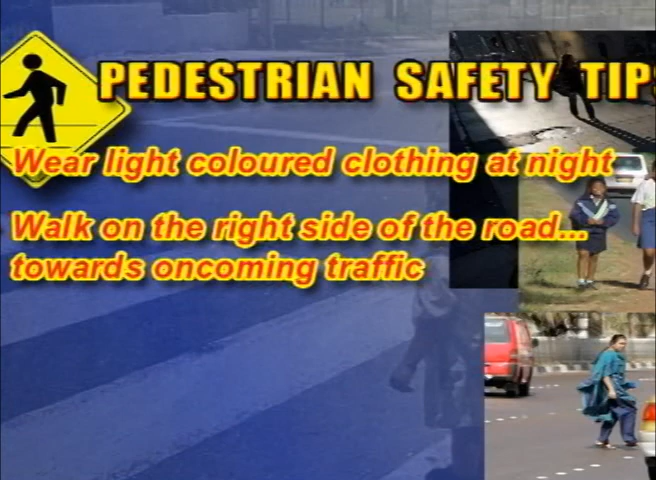 PEDESTRIAN SAFETY TIPS
Wear light coloured clothing at night
Walk on the right side of the road...
towards oncoming traffic